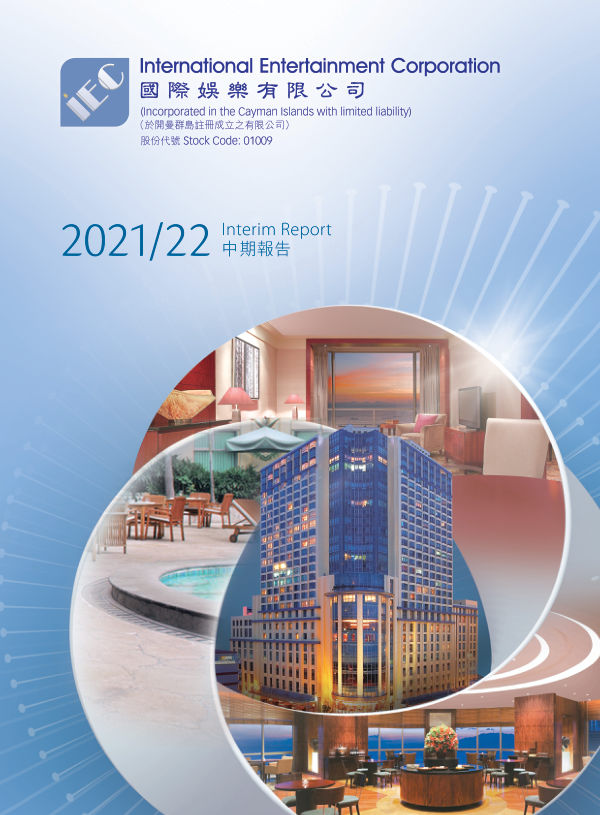 iEC
International Entertainment Corporation
國際娛樂有限公司
(Incorporated in the Cayman Islands with limited liability)
(於開曼群島註冊成立之有限公司)
股份代號 Stock Code: 01009
2021/22 Interim Report
中期報告